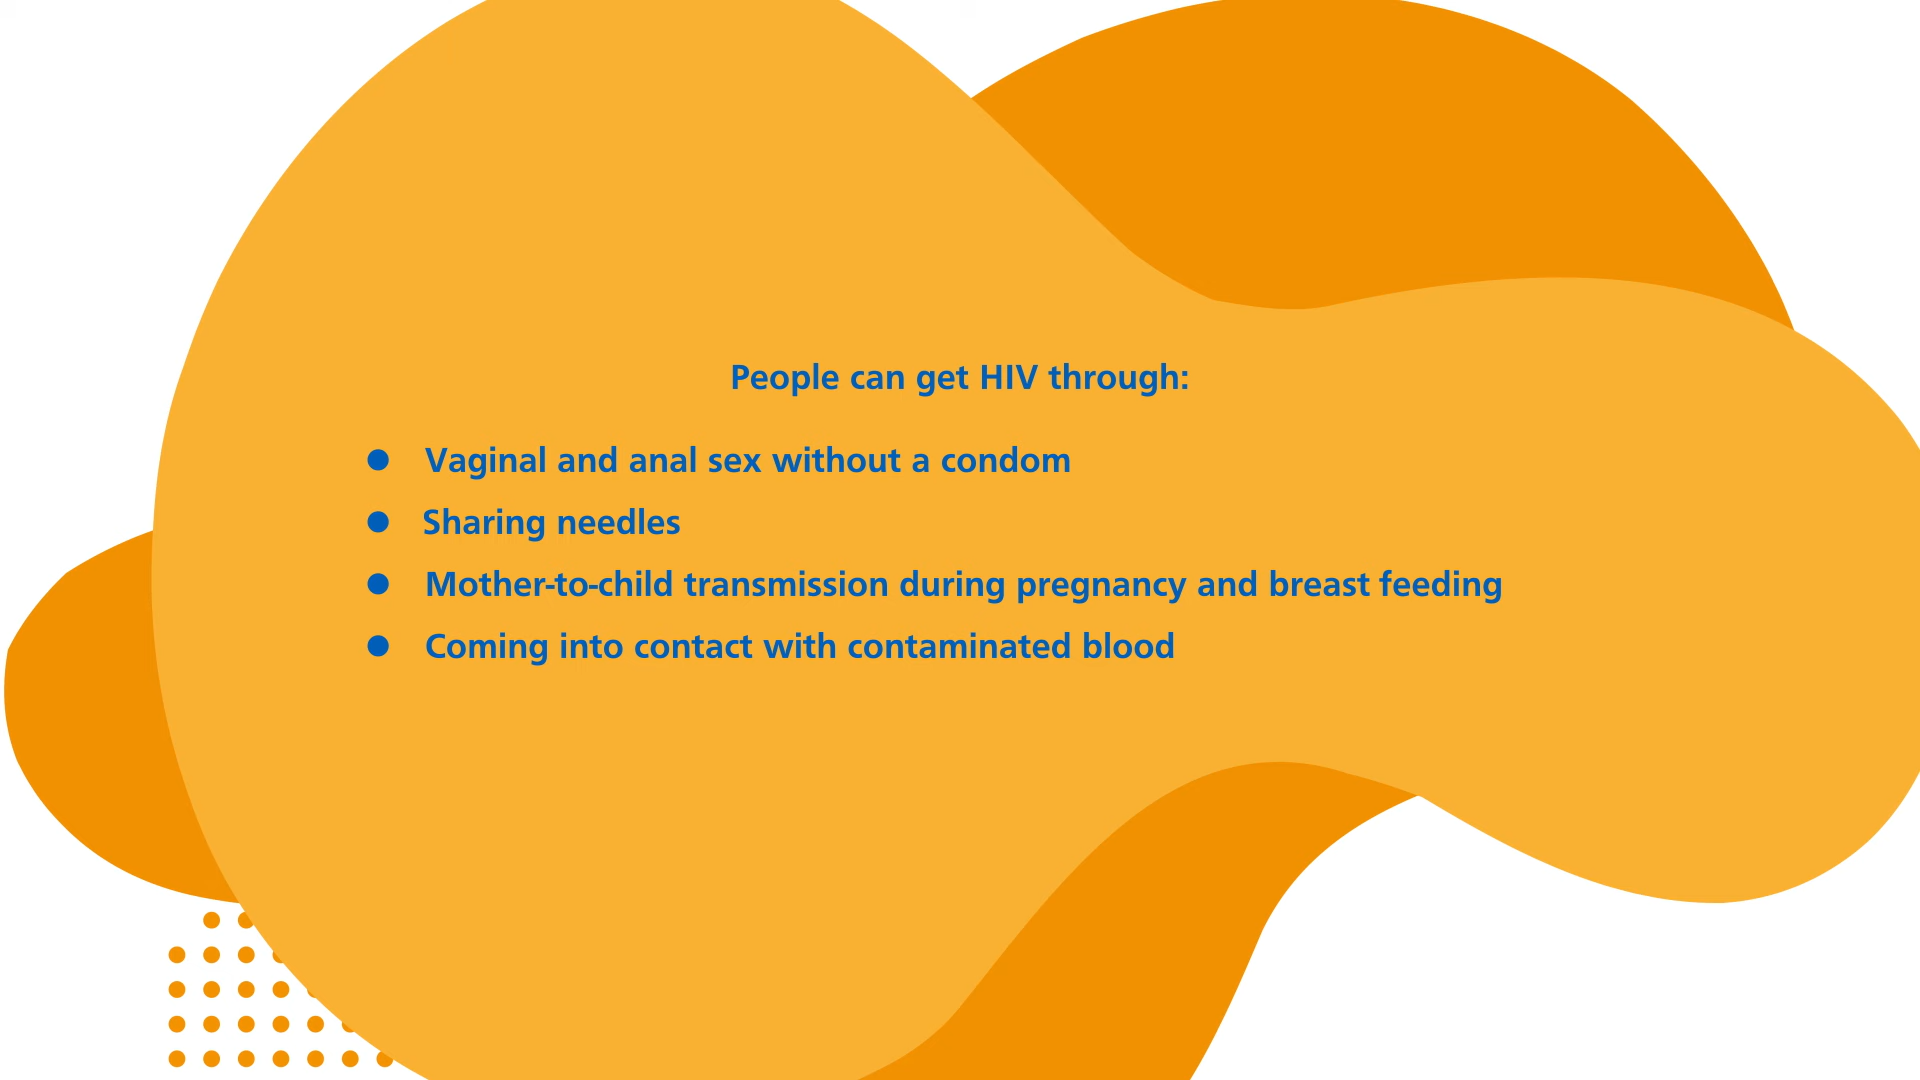 People can get HIV through:
● Vaginal and anal sex without a condom
● Sharing needles
● Mother-to-child transmission during pregnancy and breast feeding
● Coming into contact with contaminated blood